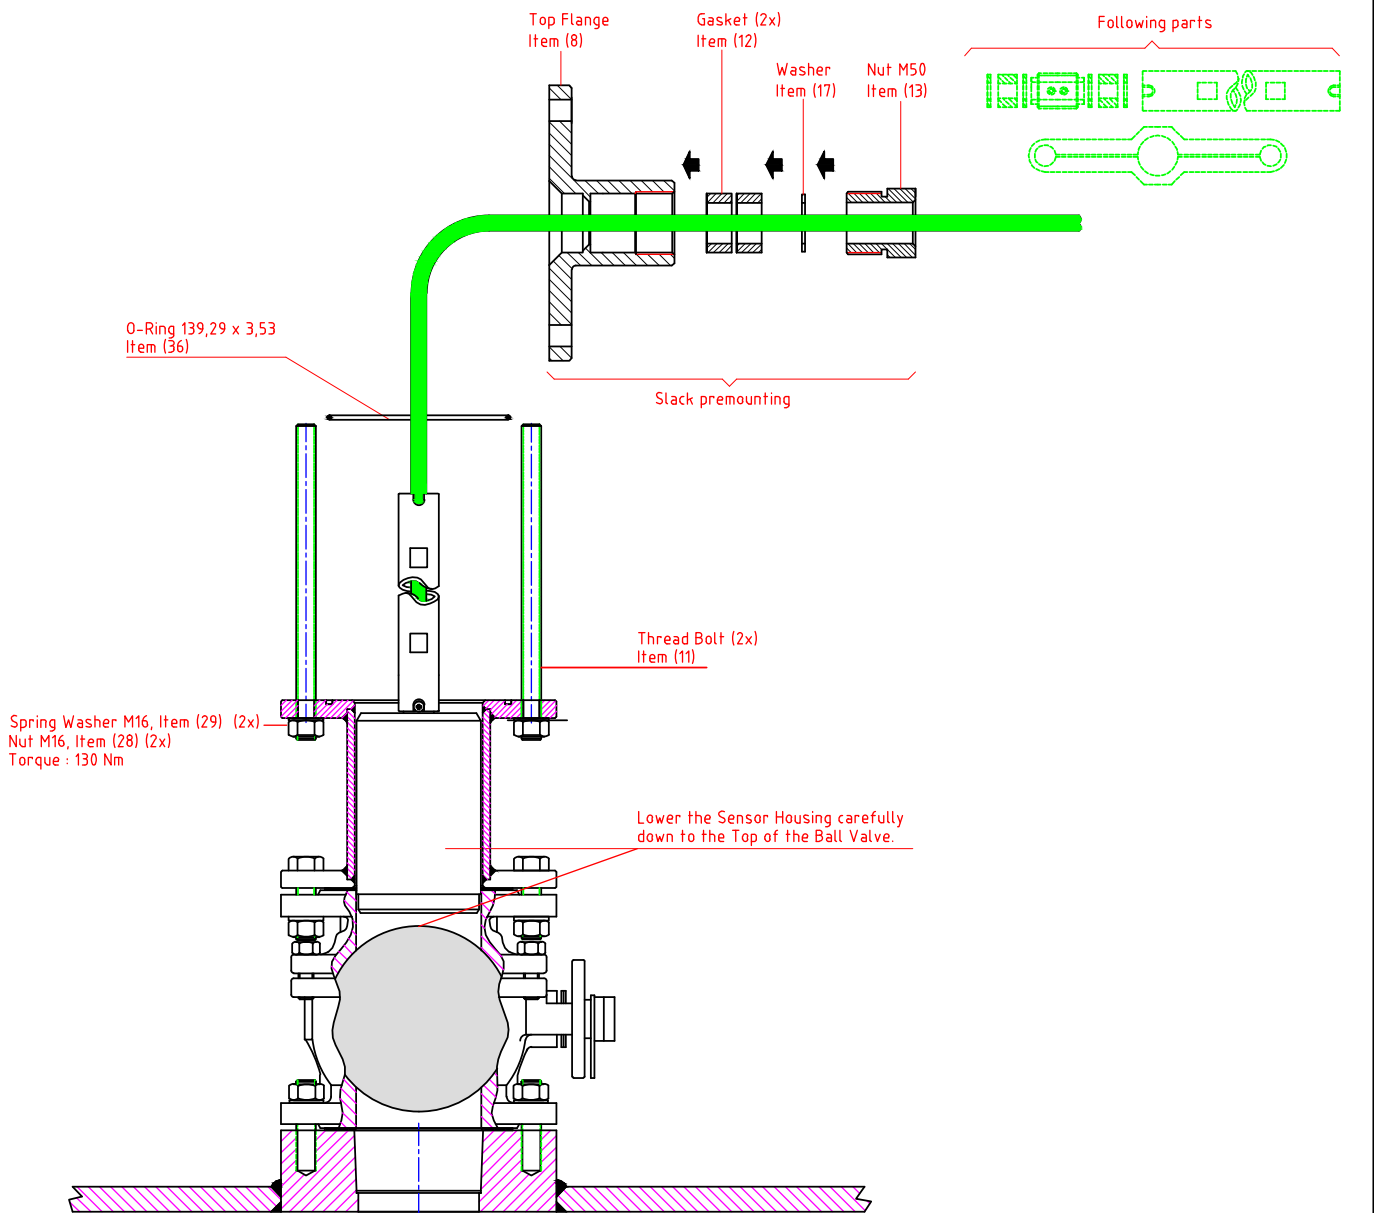 Top Flange
Item (8)
Gasket (2x)
Item (12)
Washer
Item (17)
Nut M50
Item (13)
Following parts
O-Ring 139,29 x 3,53
Item (36)
Slack premounting
Thread Bolt (2x)
Item (11)
Spring Washer M16, Item (29) (2x)
Nut M16, Item (28) (2x)
Torque : 130 Nm
Lower the Sensor Housing carefully
down to the Top of the Ball Valve.